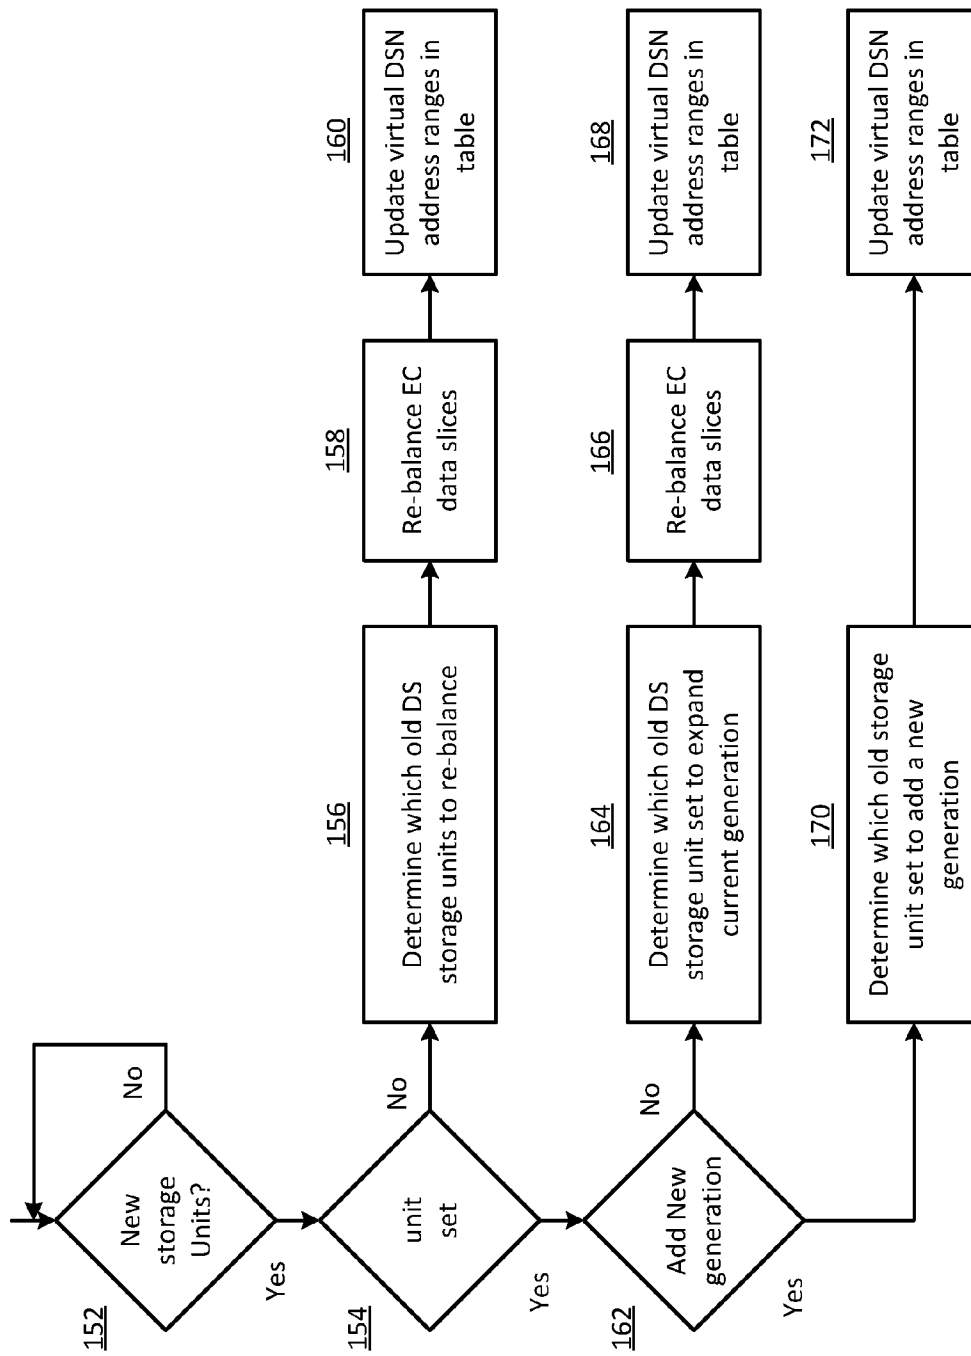 152
New
storage
Units?
No
Yes
154
unit
set
No
Yes
156
Determine which old DS
storage units to re-balance
158
Re-balance EC
data slices
160
Update virtual DSN
address ranges in
table
162
Add New
generation
No
Yes
164
Determine which old DS
storage unit set to expand
current generation
166
Re-balance EC
data slices
168
Update virtual DSN
address ranges in
table
170
Determine which old storage
unit set to add a new
generation
172
Update virtual DSN
address ranges in
table